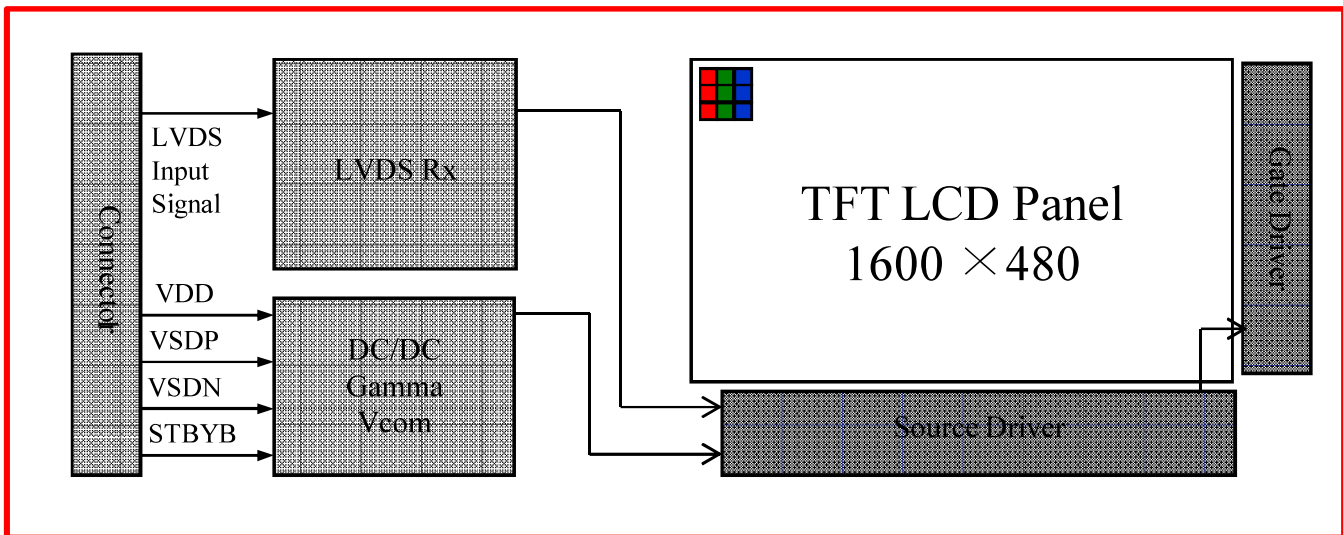 Connector
LVDS
Input
Signal
VDD
VSDP
VSDN
STBYB
LVDS Rx
DC/DC
Gamma
Vcom
TFT LCD Panel
1600 ×480
Source Driver
Gate Driver